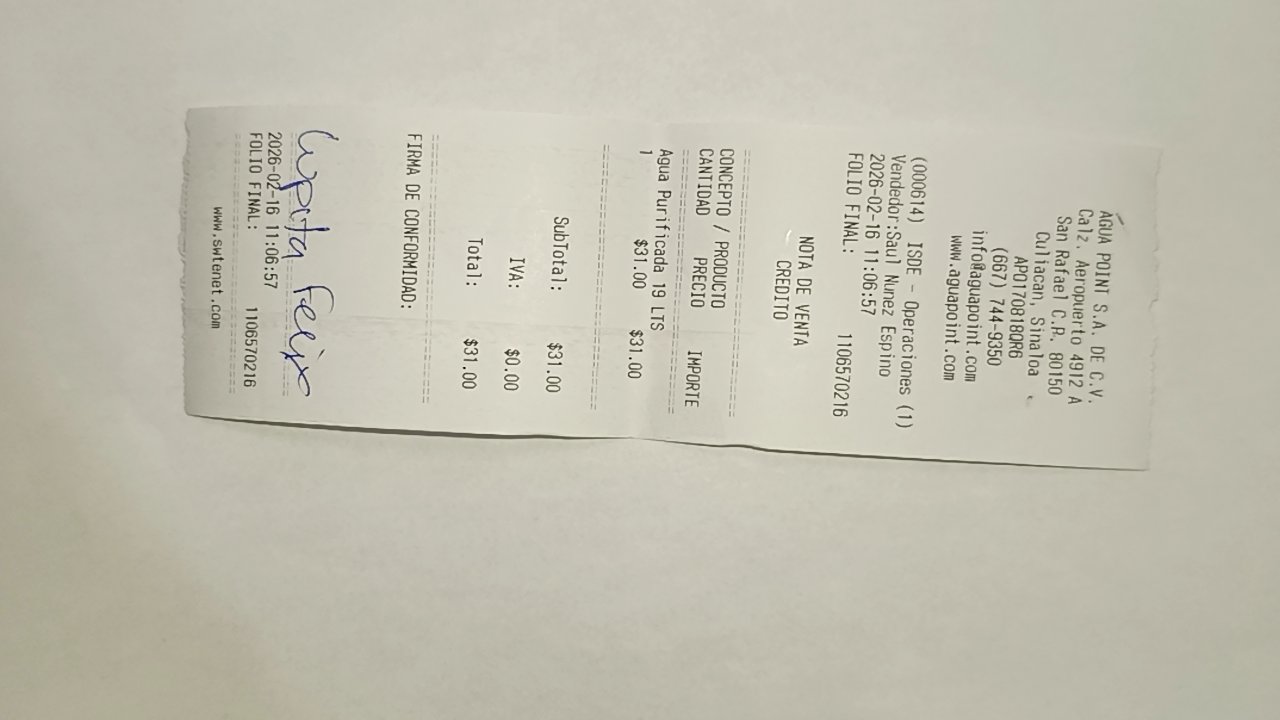 AGUA POINT S.A. DE C.V.
Calz. Aeropuerto 4912 A
San Rafael C.P. 80150
Culiacan, Sinaloa
APO170818QR6
(667) 744-9350
info@aguapoint.com
www.aguapoint.com
(000614) ISDE - Operaciones (1)
Vendedor:Saul Nunez Espino
2026-02-16 11:06:57
FOLIO FINAL: 1106570216
NOTA DE VENTA
CREDITO
CONCEPTO / PRODUCTO
CANTIDAD PRECIO IMPORTE
Agua Purificada 19 LTS
1 $31.00 $31.00
SubTotal: $31.00
IVA: $0.00
Total: $31.00
FIRMA DE CONFORMIDAD:
2026-02-16 11:06:57
FOLIO FINAL: 1106570216
www.swtenet.com